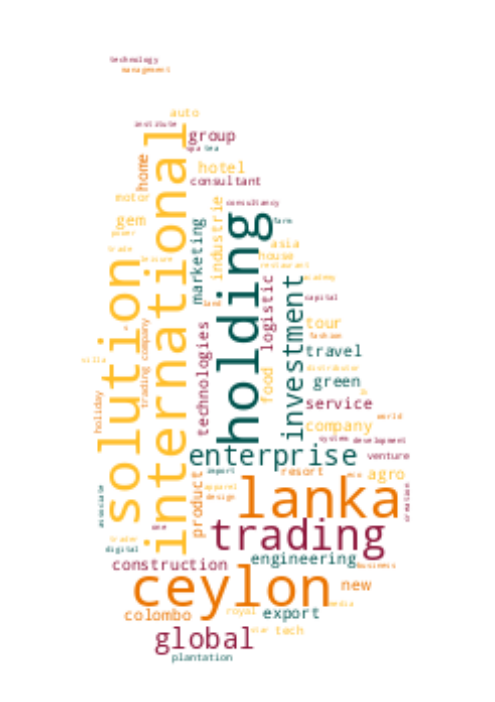 technology
management
auto
institute
group
spa
tea
home
hotel
consultant
motor
industrie
consultancy
gem
international
holding
farm
power
marketing
asia
trade
house
leisure
restaurant
solution
logistic
investment
academy
land
capital
trading company
technologies
tour
fashion
villa
travel
food
distributor
green
holiday
service
world
company
system
development
enterprise
venture
import
resort
eco
agro
product
apparel
design
lanka
creation
associate
one
trading
trader
digital
construction
engineering
business
ceylon
new
media
colombo
royal
export
global
star
tech
plantation